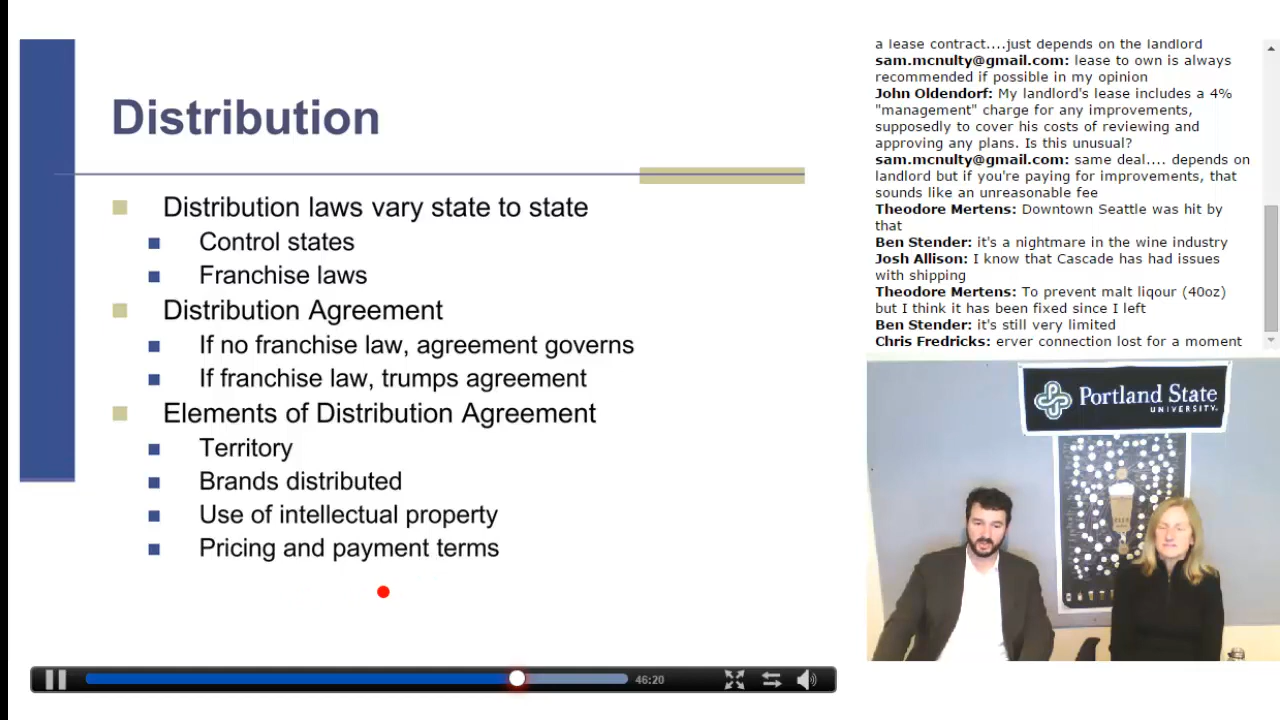 Distribution
Distribution laws vary state to state
Control states
Franchise laws
Distribution Agreement
If no franchise law, agreement governs
If franchise law, trumps agreement
Elements of Distribution Agreement
Territory
Brands distributed
Use of intellectual property
Pricing and payment terms
46:20
a lease contract....just depends on the landlord
sam.mcnulty@gmail.com: lease to own is always
recommended if possible in my opinion
John Oldendorf: My landlord's lease includes a 4%
"management" charge for any improvements,
supposedly to cover his costs of reviewing and
approving any plans. Is this unusual?
sam.mcnulty@gmail.com: same deal.... depends on
landlord but if you're paying for improvements, that
sounds like an unreasonable fee
Theodore Mertens: Downtown Seattle was hit by
that
Ben Stender: it's a nightmare in the wine industry
Josh Allison: I know that Cascade has had issues
with shipping
Theodore Mertens: To prevent malt liqour (40oz)
but I think it has been fixed since I left
Ben Stender: it's still very limited
Chris Fredricks: erver connection lost for a moment
Portland State
UNIVERSITY